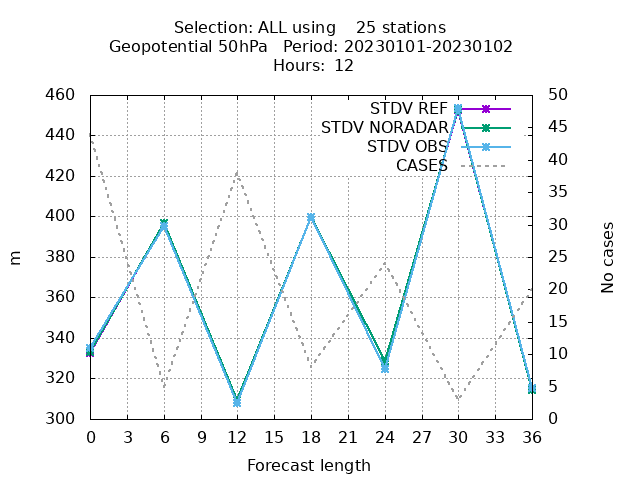 Selection: ALL using    25 stations
Geopotential 50hPa   Period: 20230101-20230102
Hours: 12
460
440
420
400
380
360
340
320
300
50
45
40
35
30
25
20
15
10
5
0
STDV REF
STDV NORADAR
STDV OBS
CASES
m
No cases
0 3 6 9 12 15 18 21 24 27 30 33 36
Forecast length